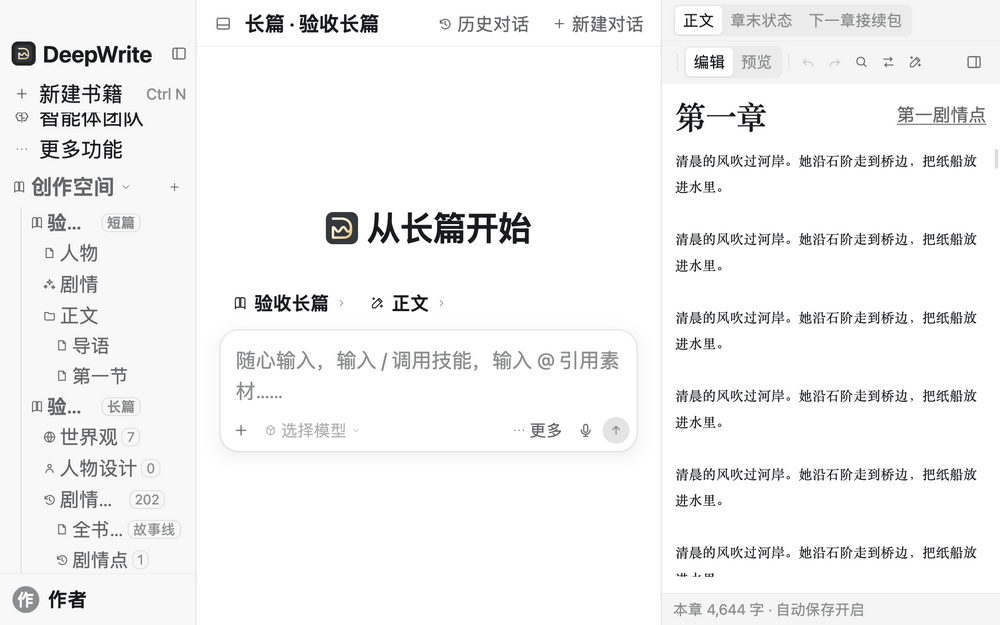 DeepWrite
新建书籍 Ctrl N
智能体团队
更多功能
创作空间
验... 短篇
人物
剧情
正文
导语
第一节
验... 长篇
世界观 7
人物设计 0
剧情... 202
全书... 故事线
剧情点 1
作 作者
长篇 · 验收长篇
历史对话
新建对话
从长篇开始
验收长篇
正文
随心输入，输入 / 调用技能，输入 @ 引用素
材......
选择模型
更多
正文 章末状态 下一章接续包
编辑 预览
第一章
第一剧情点
清晨的风吹过河岸。她沿石阶走到桥边，把纸船放
进水里。
清晨的风吹过河岸。她沿石阶走到桥边，把纸船放
进水里。
清晨的风吹过河岸。她沿石阶走到桥边，把纸船放
进水里。
清晨的风吹过河岸。她沿石阶走到桥边，把纸船放
进水里。
清晨的风吹过河岸。她沿石阶走到桥边，把纸船放
进水里。
清晨的风吹过河岸。她沿石阶走到桥边，把纸船放
本章 4,644 字 · 自动保存开启